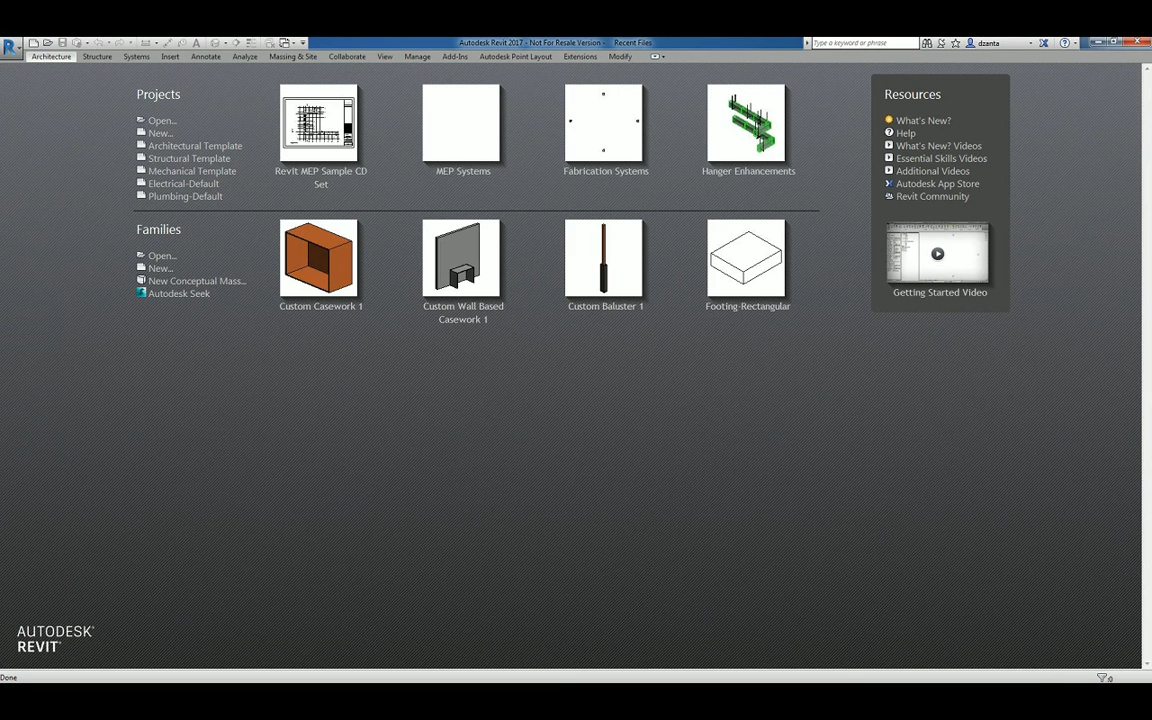 Autodesk Revit 2017 - Not For Resale Version - Recent Files
Type a keyword or phrase
dzanta
Architecture Structure Systems Insert Annotate Analyze Massing & Site Collaborate View Manage Add-Ins Autodesk Point Layout Extensions Modify
Projects
Open...
New...
Architectural Template
Structural Template
Mechanical Template
Electrical-Default
Plumbing-Default
Revit MEP Sample CD
Set
MEP Systems
Fabrication Systems
Hanger Enhancements
Families
Open...
New...
New Conceptual Mass...
Autodesk Seek
Custom Casework 1
Custom Wall Based
Casework 1
Custom Baluster 1
Footing-Rectangular
Resources
What's New?
Help
What's New? Videos
Essential Skills Videos
Additional Videos
Autodesk App Store
Revit Community
Getting Started Video
AUTODESK®
REVIT®
Done
:0